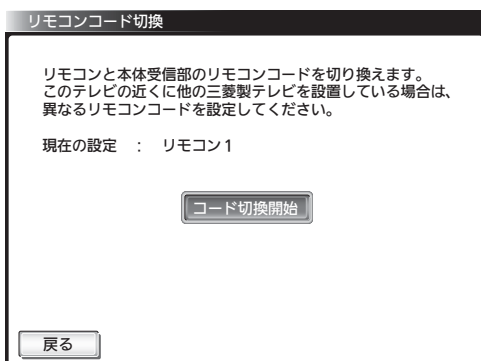 リモコンコード切換
リモコンと本体受信部のリモコンコードを切り換えます。
このテレビの近くに他の三菱製テレビを設置している場合は、
異なるリモコンコードを設定してください。
現在の設定 : リモコン1
コード切換開始
戻る